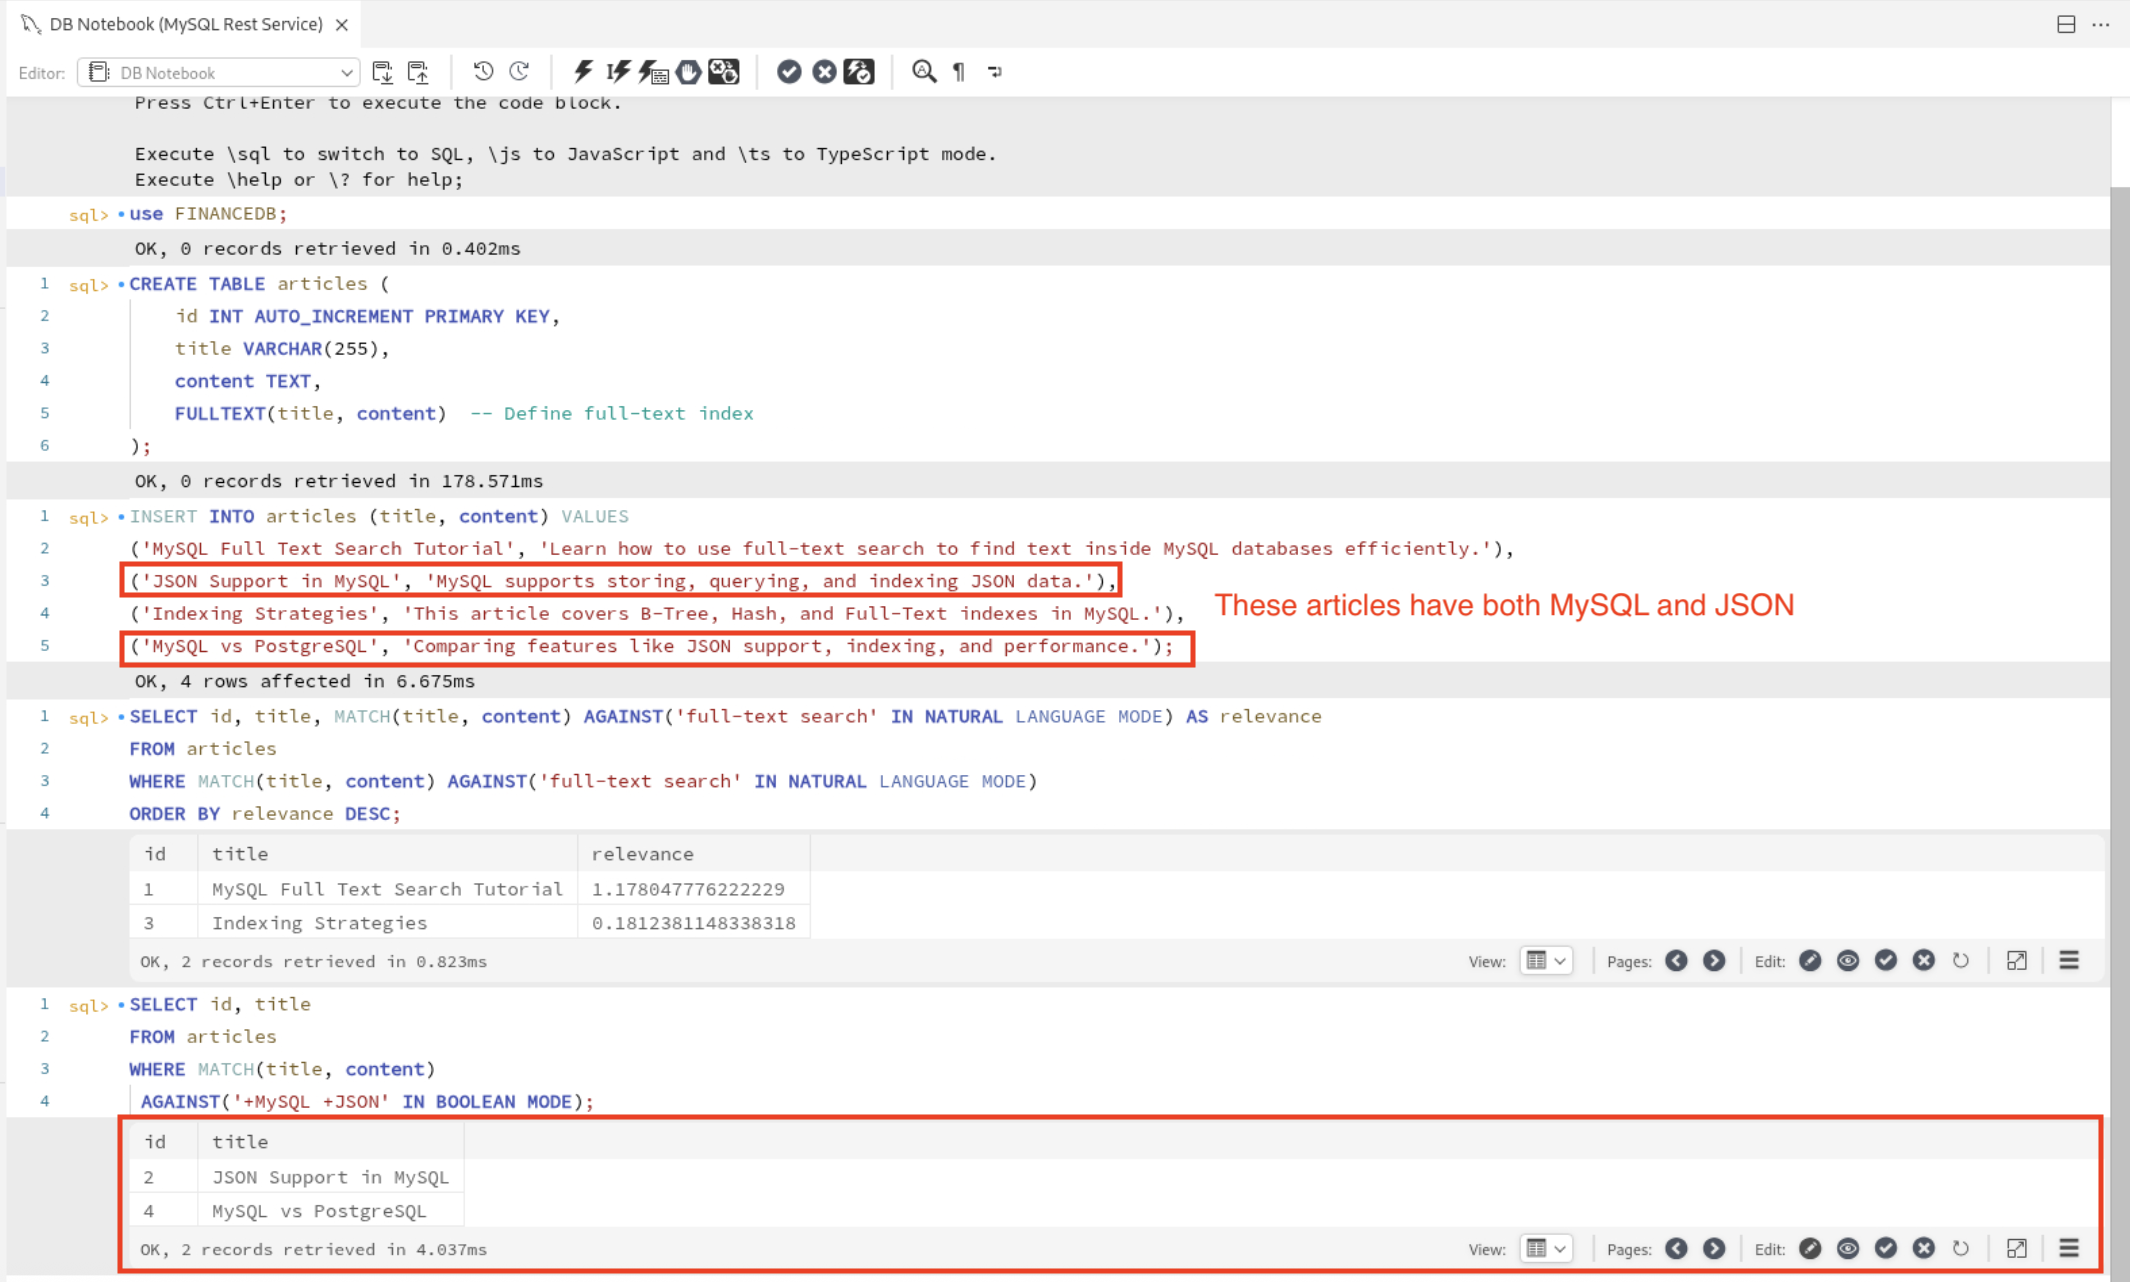 DB Notebook (MySQL Rest Service)
Editor: DB Notebook
Press Ctrl+Enter to execute the code block.
Execute \sql to switch to SQL, \js to JavaScript and \ts to TypeScript mode.
Execute \help or \? for help;
sql> use FINANCEDB;
OK, 0 records retrieved in 0.402ms
1 sql> CREATE TABLE articles (
2 id INT AUTO_INCREMENT PRIMARY KEY,
3 title VARCHAR(255),
4 content TEXT,
5 FULLTEXT(title, content)  -- Define full-text index
6 );
OK, 0 records retrieved in 178.571ms
1 sql> INSERT INTO articles (title, content) VALUES
2 ('MySQL Full Text Search Tutorial', 'Learn how to use full-text search to find text inside MySQL databases efficiently.'),
3 ('JSON Support in MySQL', 'MySQL supports storing, querying, and indexing JSON data.'),
These articles have both MySQL and JSON
4 ('Indexing Strategies', 'This article covers B-Tree, Hash, and Full-Text indexes in MySQL.'),
5 ('MySQL vs PostgreSQL', 'Comparing features like JSON support, indexing, and performance.');
OK, 4 rows affected in 6.675ms
1 sql> SELECT id, title, MATCH(title, content) AGAINST('full-text search' IN NATURAL LANGUAGE MODE) AS relevance
2 FROM articles
3 WHERE MATCH(title, content) AGAINST('full-text search' IN NATURAL LANGUAGE MODE)
4 ORDER BY relevance DESC;
id title relevance
1 MySQL Full Text Search Tutorial 1.178047776222229
3 Indexing Strategies 0.1812381148338318
OK, 2 records retrieved in 0.823ms View: Pages: Edit:
1 sql> SELECT id, title
2 FROM articles
3 WHERE MATCH(title, content)
4 AGAINST('+MySQL +JSON' IN BOOLEAN MODE);
id title
2 JSON Support in MySQL
4 MySQL vs PostgreSQL
OK, 2 records retrieved in 4.037ms View: Pages: Edit: